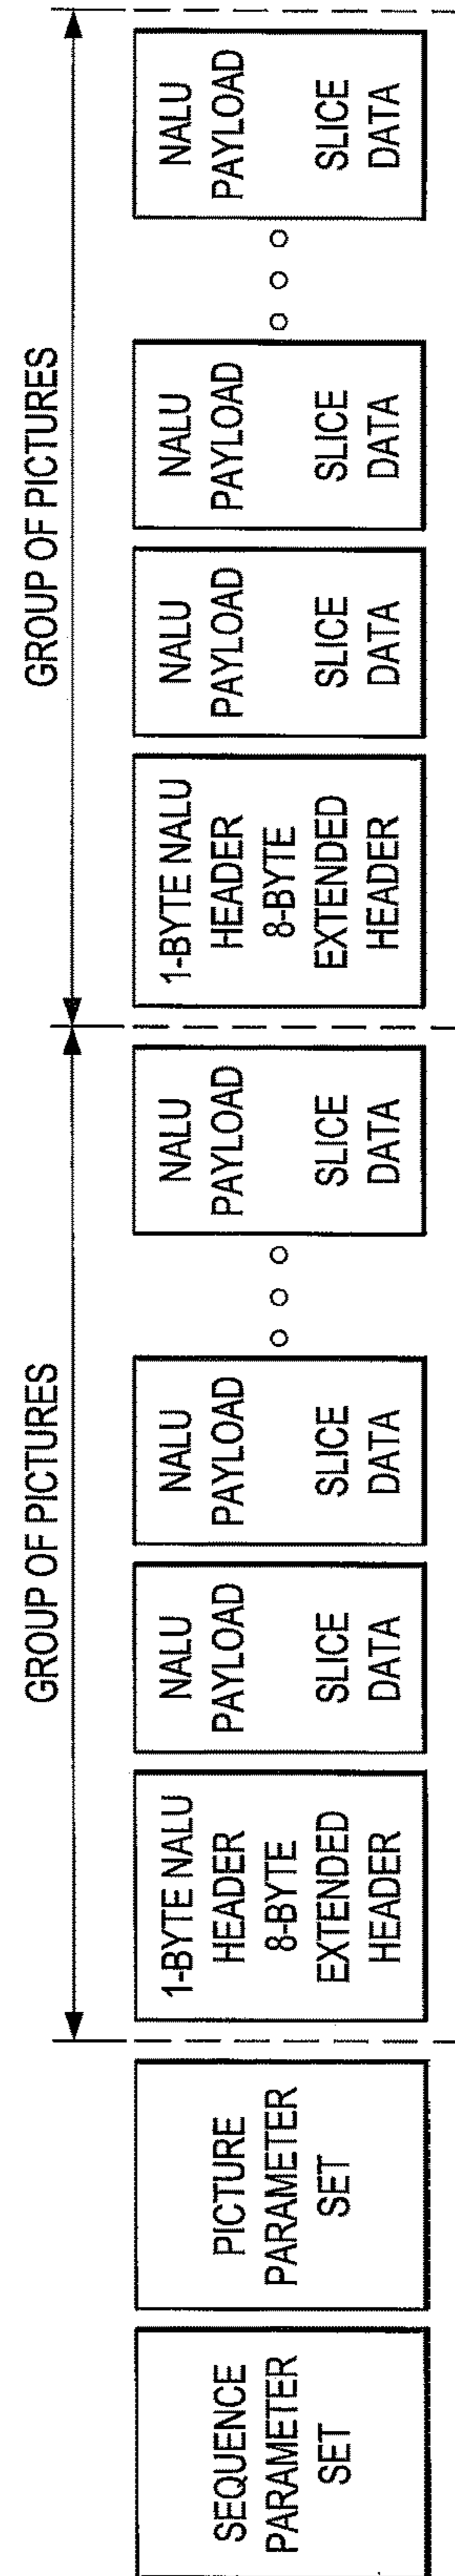 GROUP OF PICTURES
GROUP OF PICTURES
SEQUENCE
PARAMETER
SET
PICTURE
PARAMETER
SET
1-BYTE NALU
HEADER
8-BYTE
EXTENDED
HEADER
NALU
PAYLOAD
SLICE
DATA
NALU
PAYLOAD
SLICE
DATA
NALU
PAYLOAD
SLICE
DATA
1-BYTE NALU
HEADER
8-BYTE
EXTENDED
HEADER
NALU
PAYLOAD
SLICE
DATA
NALU
PAYLOAD
SLICE
DATA
NALU
PAYLOAD
SLICE
DATA